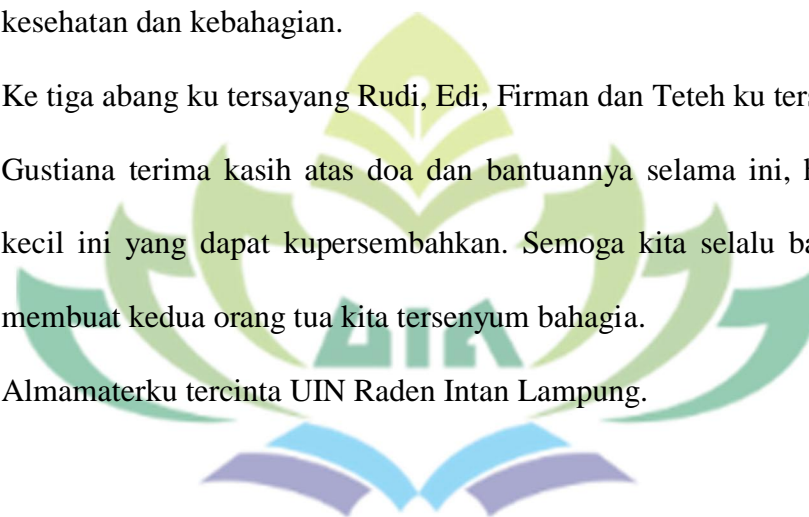 kesehatan dan kebahagian.
Ke tiga abang ku tersayang Rudi, Edi, Firman dan Teteh ku
Gustiana terima kasih atas doa dan bantuannya selama ini,
kecil ini yang dapat kupersembahkan. Semoga kita selalu
membuat kedua orang tua kita tersenyum bahagia.
UIN
Almamaterku tercinta UIN Raden Intan Lampung.